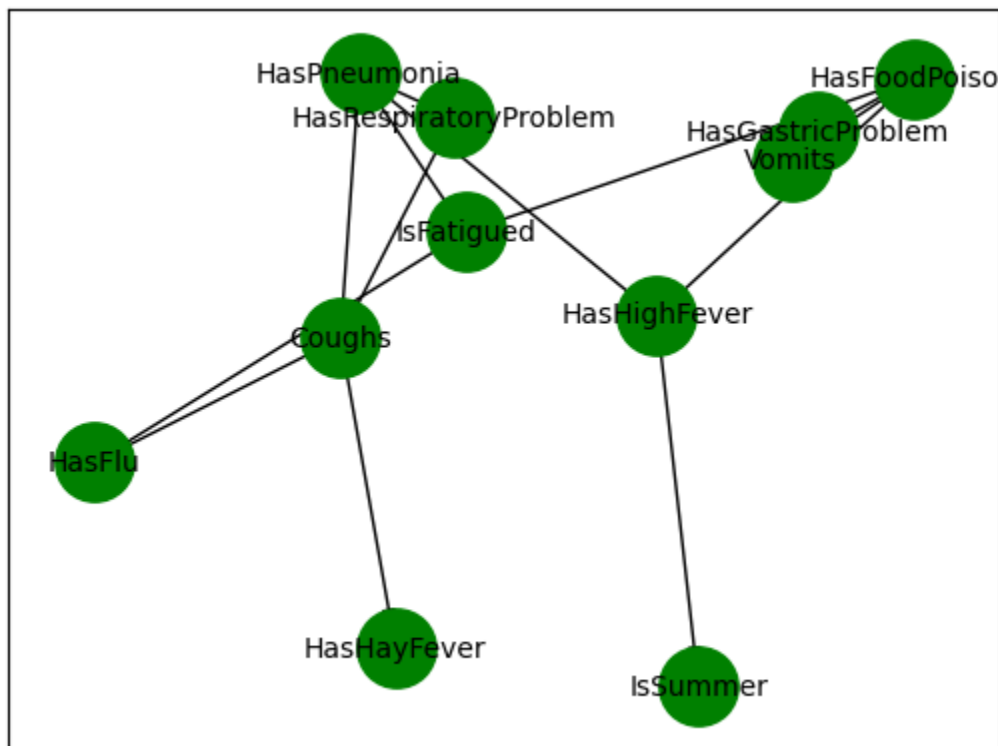 HasPneumonia
HasFoodPoiso
HasRespiratoryProblem
HasGastricProblem
Vomits
IsFatigued
HasHighFever
Coughs
HasFlu
HasHayFever
IsSummer